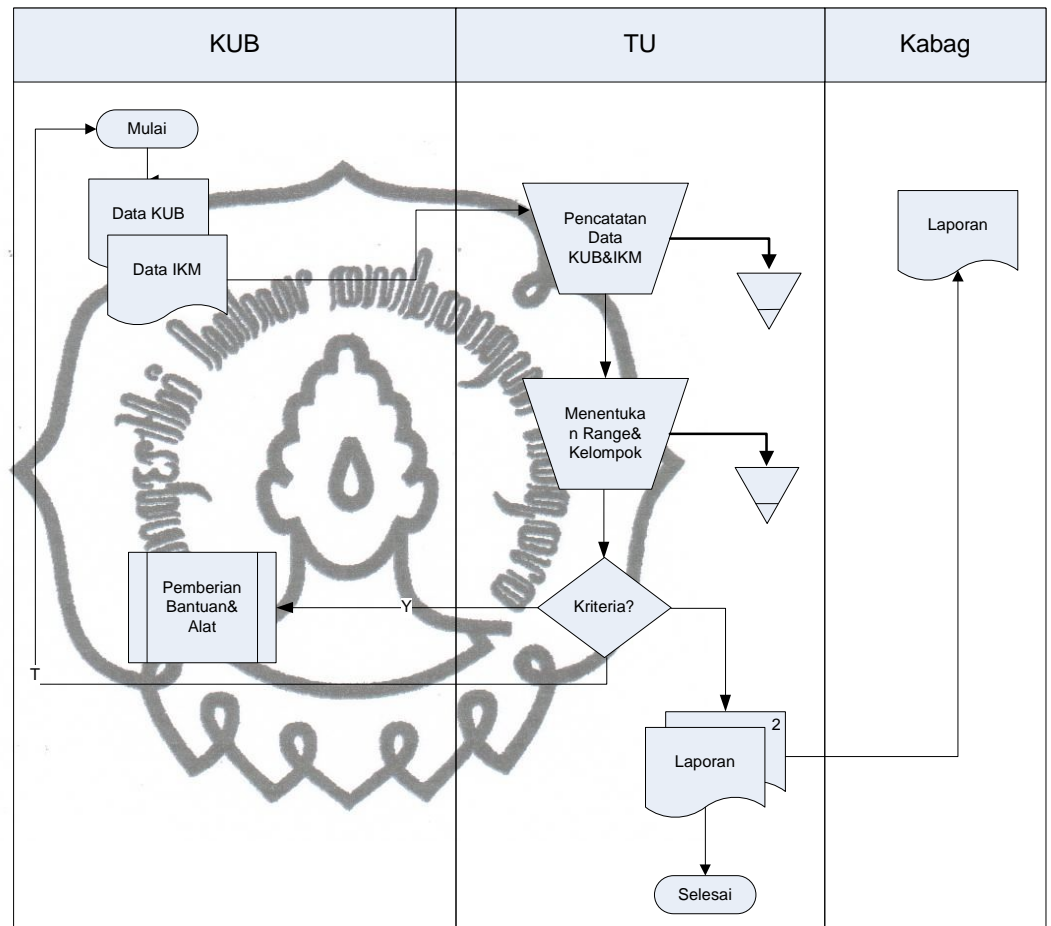 KUB
TU
Kabag
Mulai
Data KUB
Data IKM
Pencatatan
Data
KUB&IKM
Laporan
Menentuka
n Range&
Kelompok
Pemberian
Bantuan&
Alat
Y
Kriteria?
T
2
Laporan
Selesai